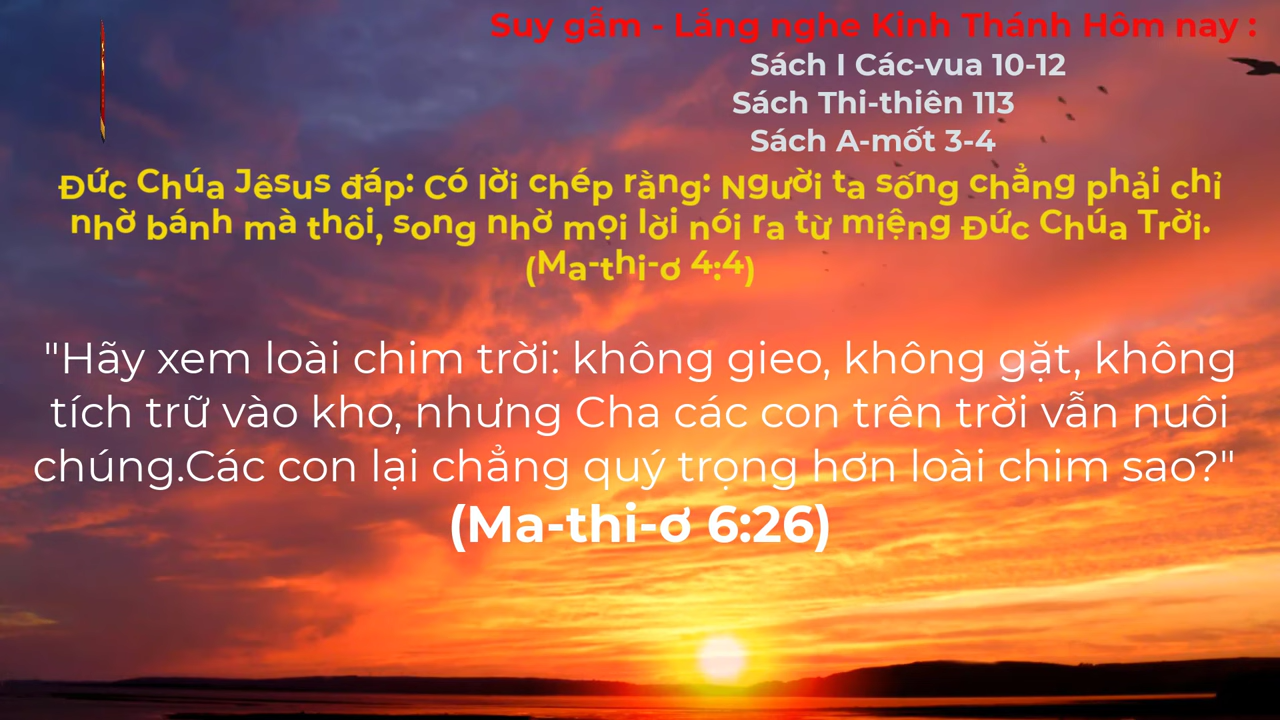 Suy gẫm - Lắng nghe Kinh Thánh Hôm nay :
Sách I Các-vua 10-12
Sách Thi-thiên 113
Sách A-mốt 3-4
Đức Chúa Jêsus đáp: Có lời chép rằng: Người ta sống chẳng phải chỉ
nhờ bánh mà thôi, song nhờ mọi lời nói ra từ miệng Đức Chúa Trời.
(Ma-thi-ơ 4:4)
"Hãy xem loài chim trời: không gieo, không gặt, không
tích trữ vào kho, nhưng Cha các con trên trời vẫn nuôi
chúng.Các con lại chẳng quý trọng hơn loài chim sao?"
(Ma-thi-ơ 6:26)